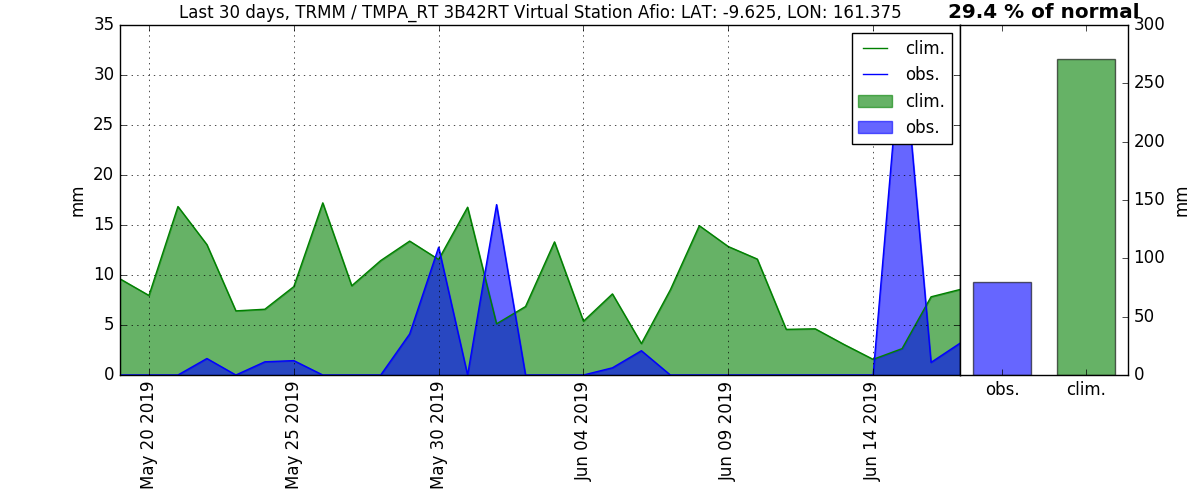 Last 30 days, TRMM / TMPA_RT 3B42RT Virtual Station Afio: LAT: -9.625, LON: 161.375
29.4 % of normal
35
30
25
20
15
10
5
0
mm
clim.
obs.
clim.
obs.
300
250
200
150
100
50
0
mm
May 20 2019
May 25 2019
May 30 2019
Jun 04 2019
Jun 09 2019
Jun 14 2019
obs.
clim.